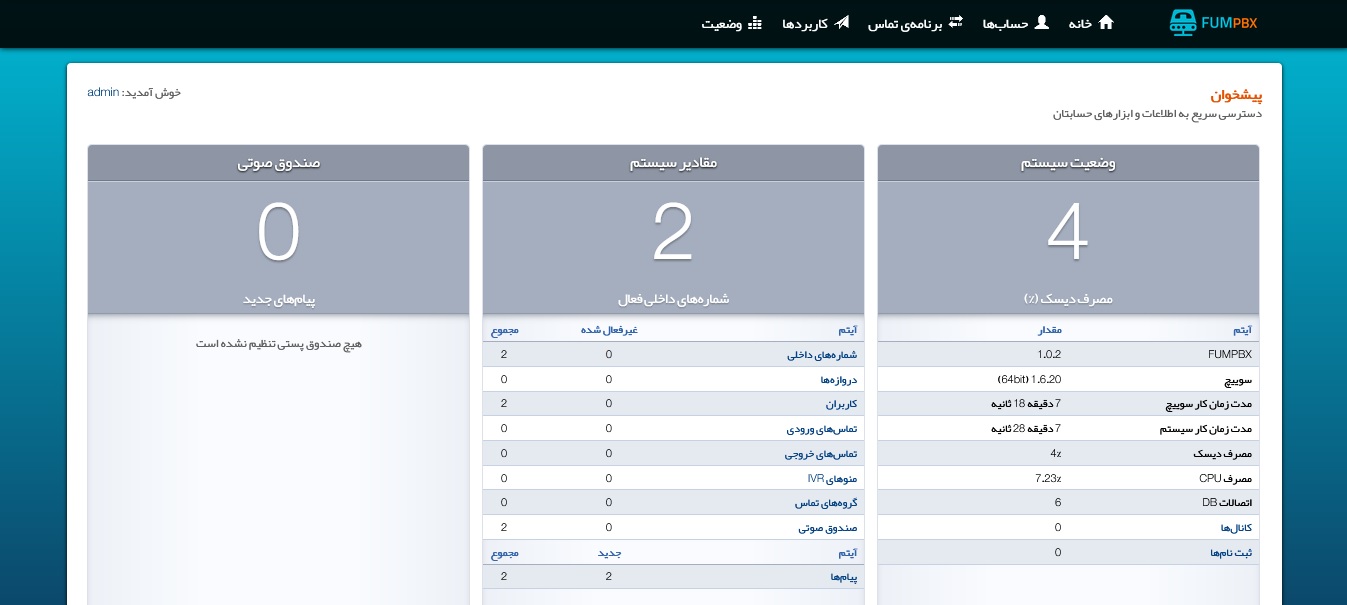 FUMPBX
خانه حساب‌ها برنامه‌ی تماس کاربردها وضعیت
پیشخوان
دسترسی سریع به اطلاعات و ابزارهای حسابتان
خوش آمدید: admin
وضعیت سیستم
4
مصرف دیسک (٪)
آیتم مقدار
FUMPBX 1.0.2
سوییچ 1.6.20 (64bit)
مدت زمان کار سوییچ 7 دقیقه 18 ثانیه
مدت زمان کار سیستم 7 دقیقه 28 ثانیه
مصرف دیسک 4٪
مصرف CPU 7.23٪
اتصالات DB 6
کانال‌ها 0
ثبت نام‌ها 0
مقادیر سیستم
2
شماره‌های داخلی فعال
آیتم غیرفعال شده مجموع
شماره‌های داخلی 0 2
دروازه‌ها 0 0
کاربران 0 2
تماس‌های ورودی 0 0
تماس‌های خروجی 0 0
منوهای IVR 0 0
گروه‌های تماس 0 0
صندوق صوتی 0 2
آیتم جدید مجموع
پیام‌ها 2 2
صندوق صوتی
0
پیام‌های جدید
هیچ صندوق پستی تنظیم نشده است